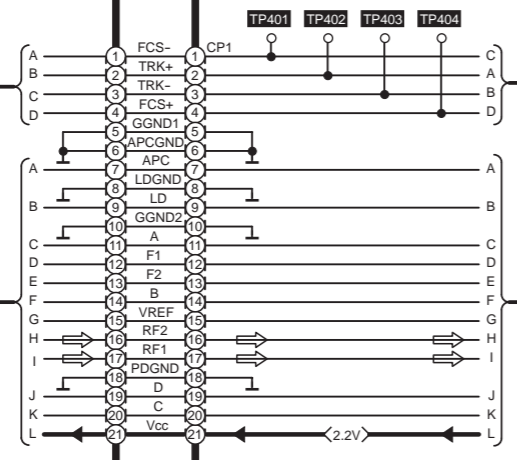 TP401 TP402 TP403 TP404
A 1 FCS− 1 CP1 C
B 2 TRK+ 2 A
C 3 TRK− 3 B
D 4 FCS+ 4 D
5 GGND1 5
6 APCGND 6
A 7 APC 7 A
8 LDGND 8
B 9 LD 9 B
10 GGND2 10
C 11 A 11 C
D 12 F1 12 D
E 13 F2 13 E
F 14 B 14 F
G 15 VREF 15 G
H 16 RF2 16 H
I 17 RF1 17 I
18 PDGND 18
J 19 D 19 J
K 20 C 20 K
L 21 Vcc 21 2.2V L